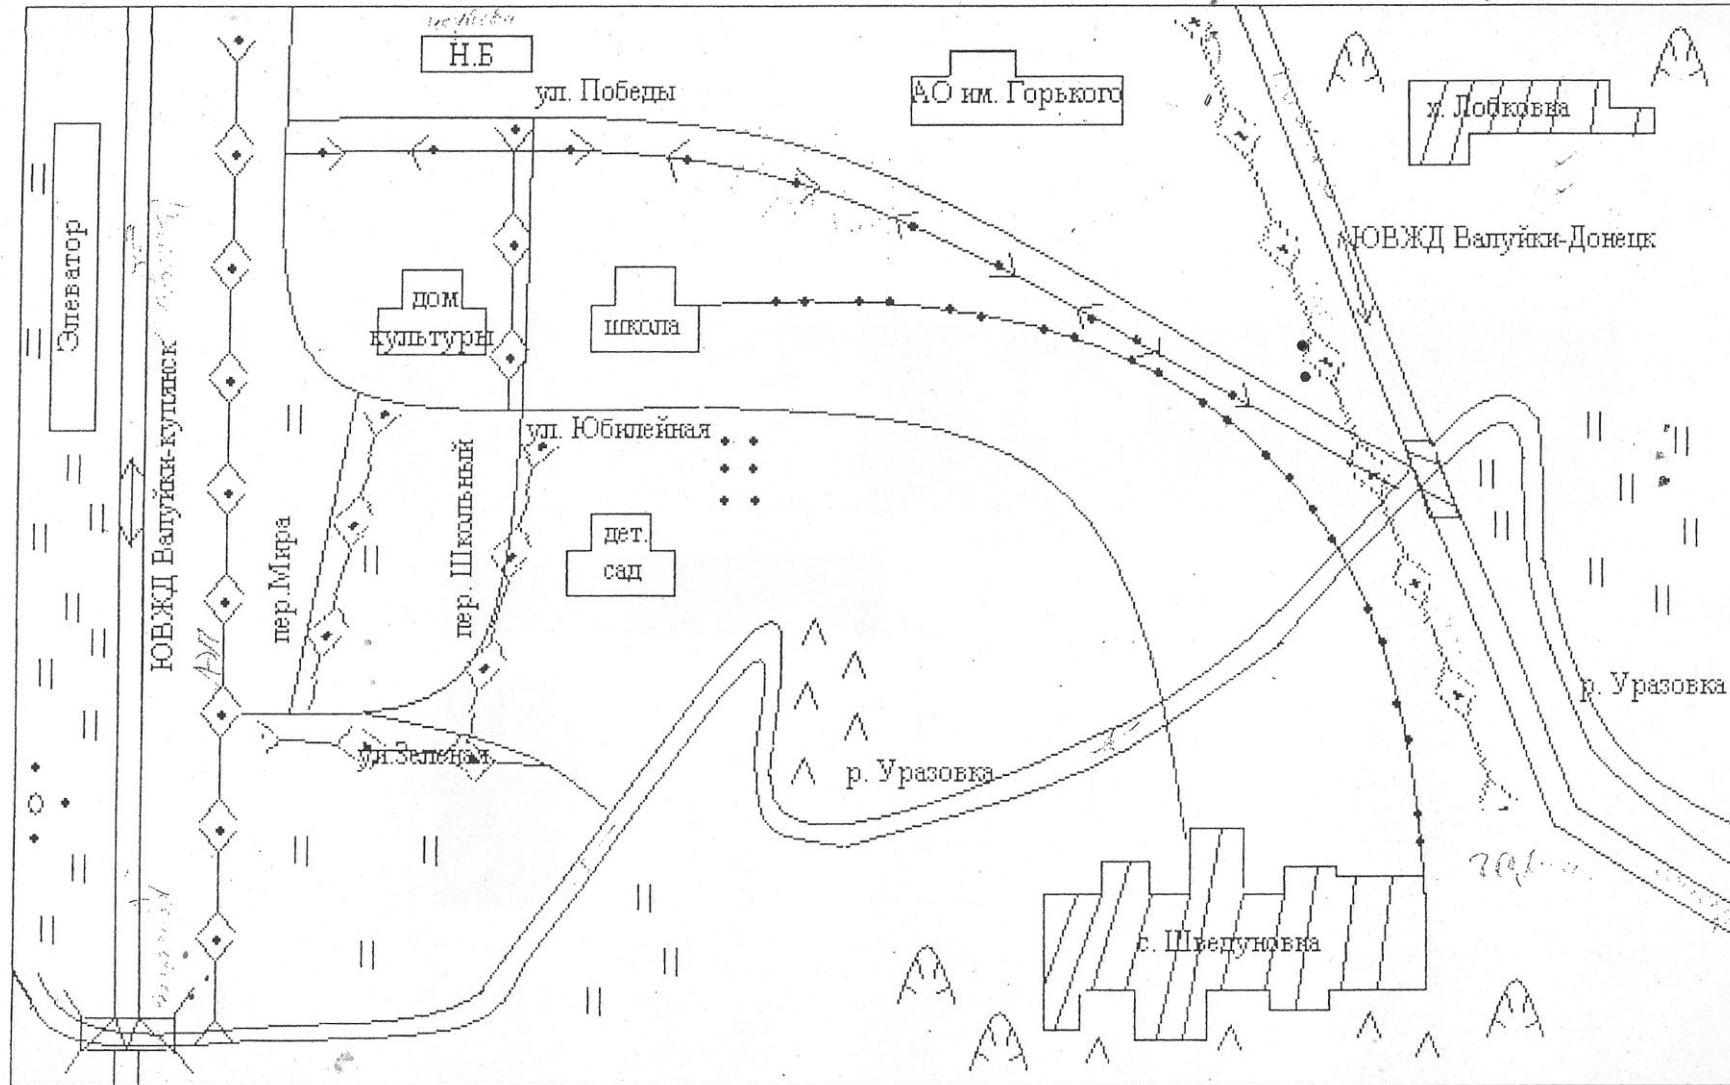 Н.Б
ул. Победы
АО им. Горького
х. Лобковка
Элеватор
ЮВЖД Валуйки-купянск
ЮВЖД Валуйки-Донецк
дом
культуры
школа
ул. Юбилейная
пер.Мира
пер. Школьный
дет.
сад
ул.Зеленая
р. Уразовка
р. Уразовка
с. Шведуновка